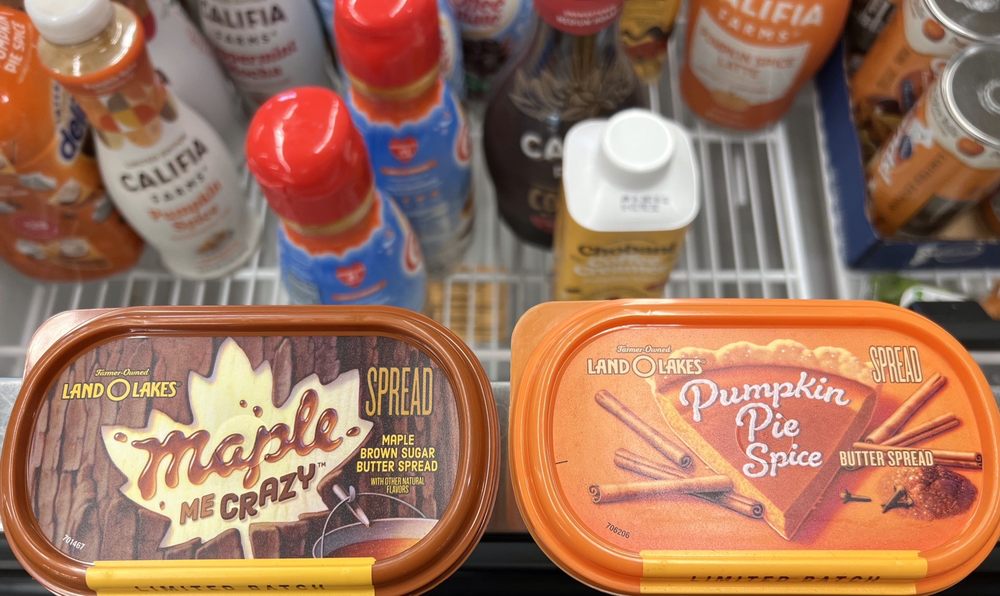 CALIFIA
FARMS
Pumpkin
Spice
CALIFIA
FARMS
Peppermint
CALIFIA
FARMS
PUMPKIN SPICE
LATTE
Chobani
Farmer-Owned
LAND O LAKES
SPREAD
maple
ME CRAZY™
MAPLE
BROWN SUGAR
BUTTER SPREAD
WITH OTHER NATURAL
FLAVORS
701467
LIMITED BATCH
Farmer-Owned
LAND O LAKES
SPREAD
Pumpkin
Pie
Spice
BUTTER SPREAD
706206
LIMITED BATCH